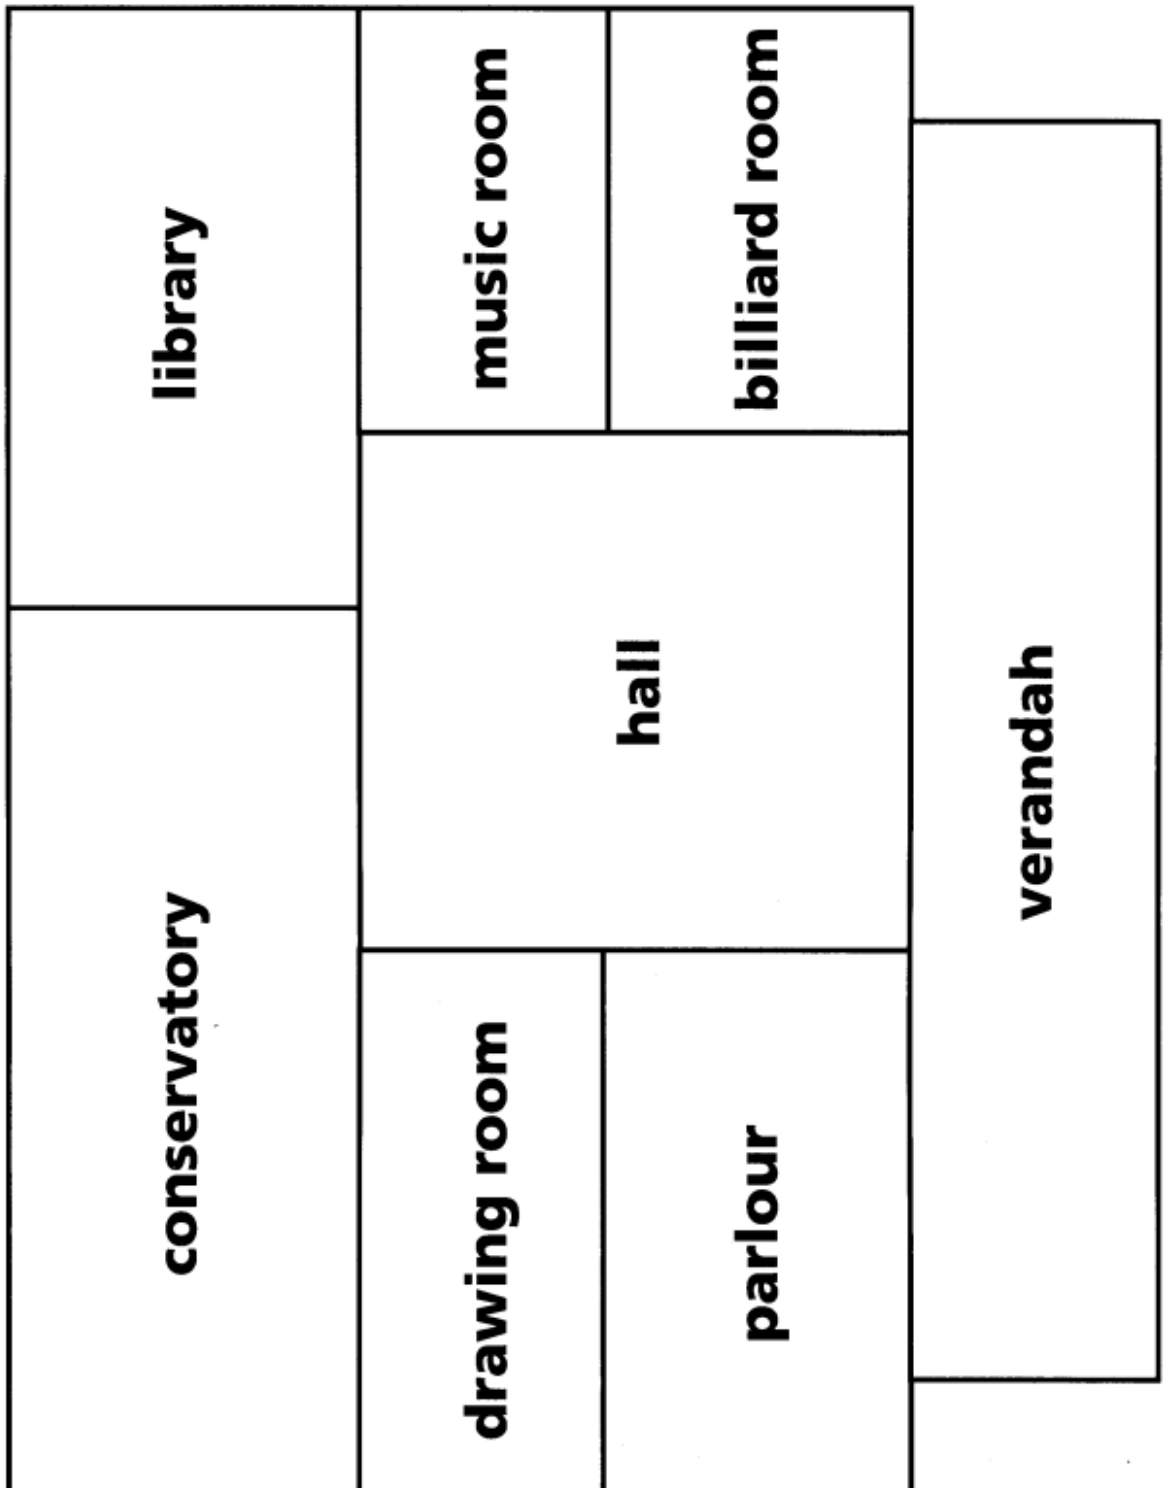 conservatory
library
drawing room
music room
hall
parlour
billiard room
verandah